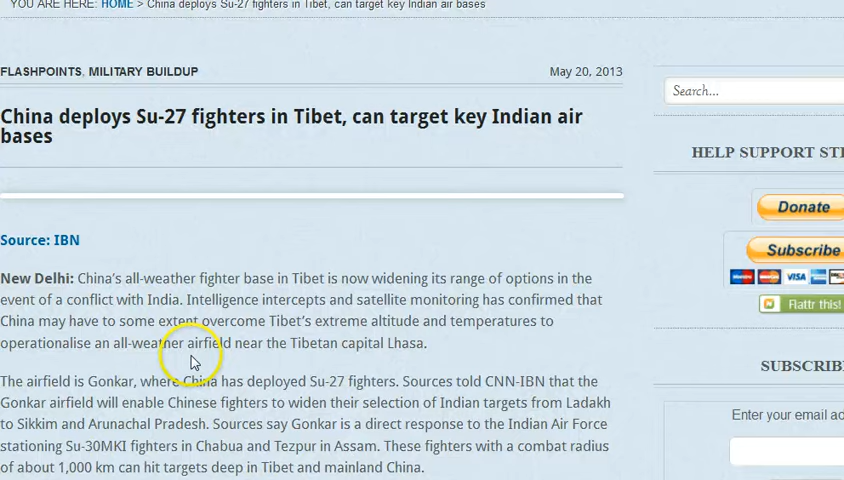 YOU ARE HERE: HOME > China deploys Su-27 fighters in Tibet, can target key Indian air bases
FLASHPOINTS, MILITARY BUILDUP
May 20, 2013
China deploys Su-27 fighters in Tibet, can target key Indian air
bases
Source: IBN
New Delhi: China's all-weather fighter base in Tibet is now widening its range of options in the
event of a conflict with India. Intelligence intercepts and satellite monitoring has confirmed that
China may have to some extent overcome Tibet's extreme altitude and temperatures to
operationalise an all-weather airfield near the Tibetan capital Lhasa.
The airfield is Gonkar, where China has deployed Su-27 fighters. Sources told CNN-IBN that the
Gonkar airfield will enable Chinese fighters to widen their selection of Indian targets from Ladakh
to Sikkim and Arunachal Pradesh. Sources say Gonkar is a direct response to the Indian Air Force
stationing Su-30MKI fighters in Chabua and Tezpur in Assam. These fighters with a combat radius
of about 1,000 km can hit targets deep in Tibet and mainland China.
Search...
HELP SUPPORT
Donate
Subscribe
VISA
Flattr this!
Enter your email